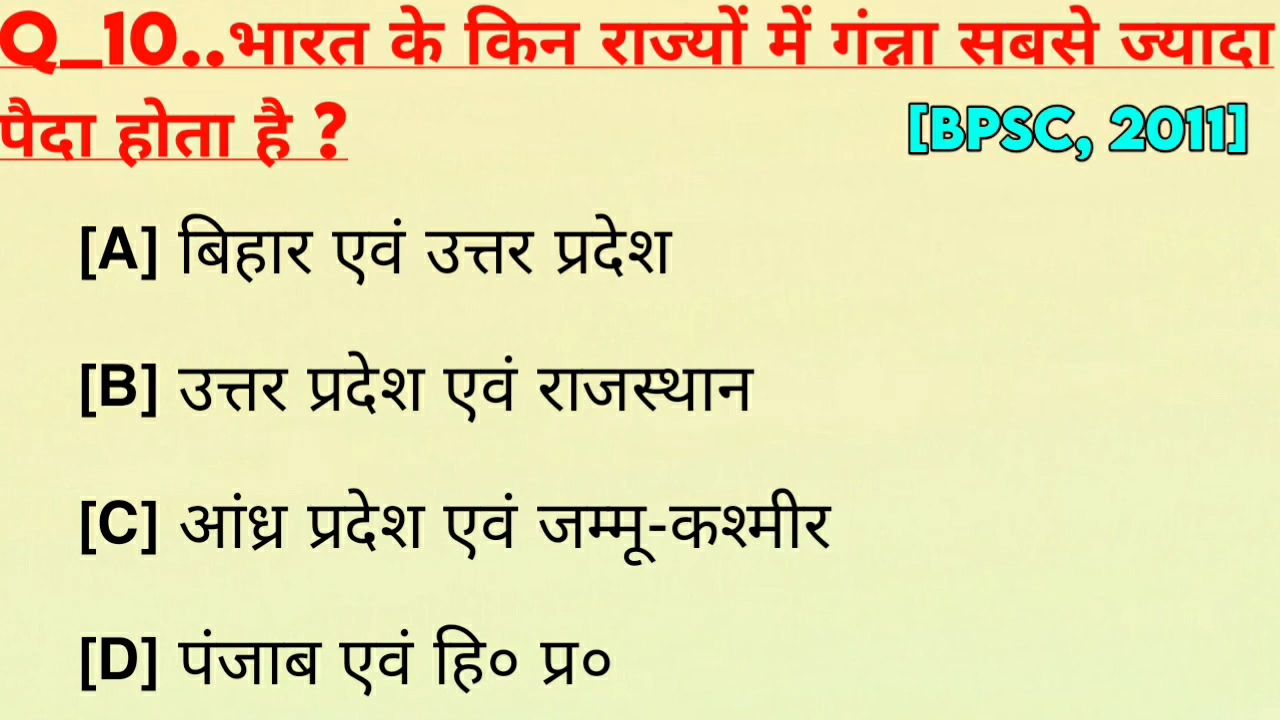 Q_10..भारत के किन राज्यों में गंन्ना सबसे ज्यादा
पैदा होता है ? [BPSC, 2011]
[A] बिहार एवं उत्तर प्रदेश
[B] उत्तर प्रदेश एवं राजस्थान
[C] आंध्र प्रदेश एवं जम्मू-कश्मीर
[D] पंजाब एवं हि० प्र०